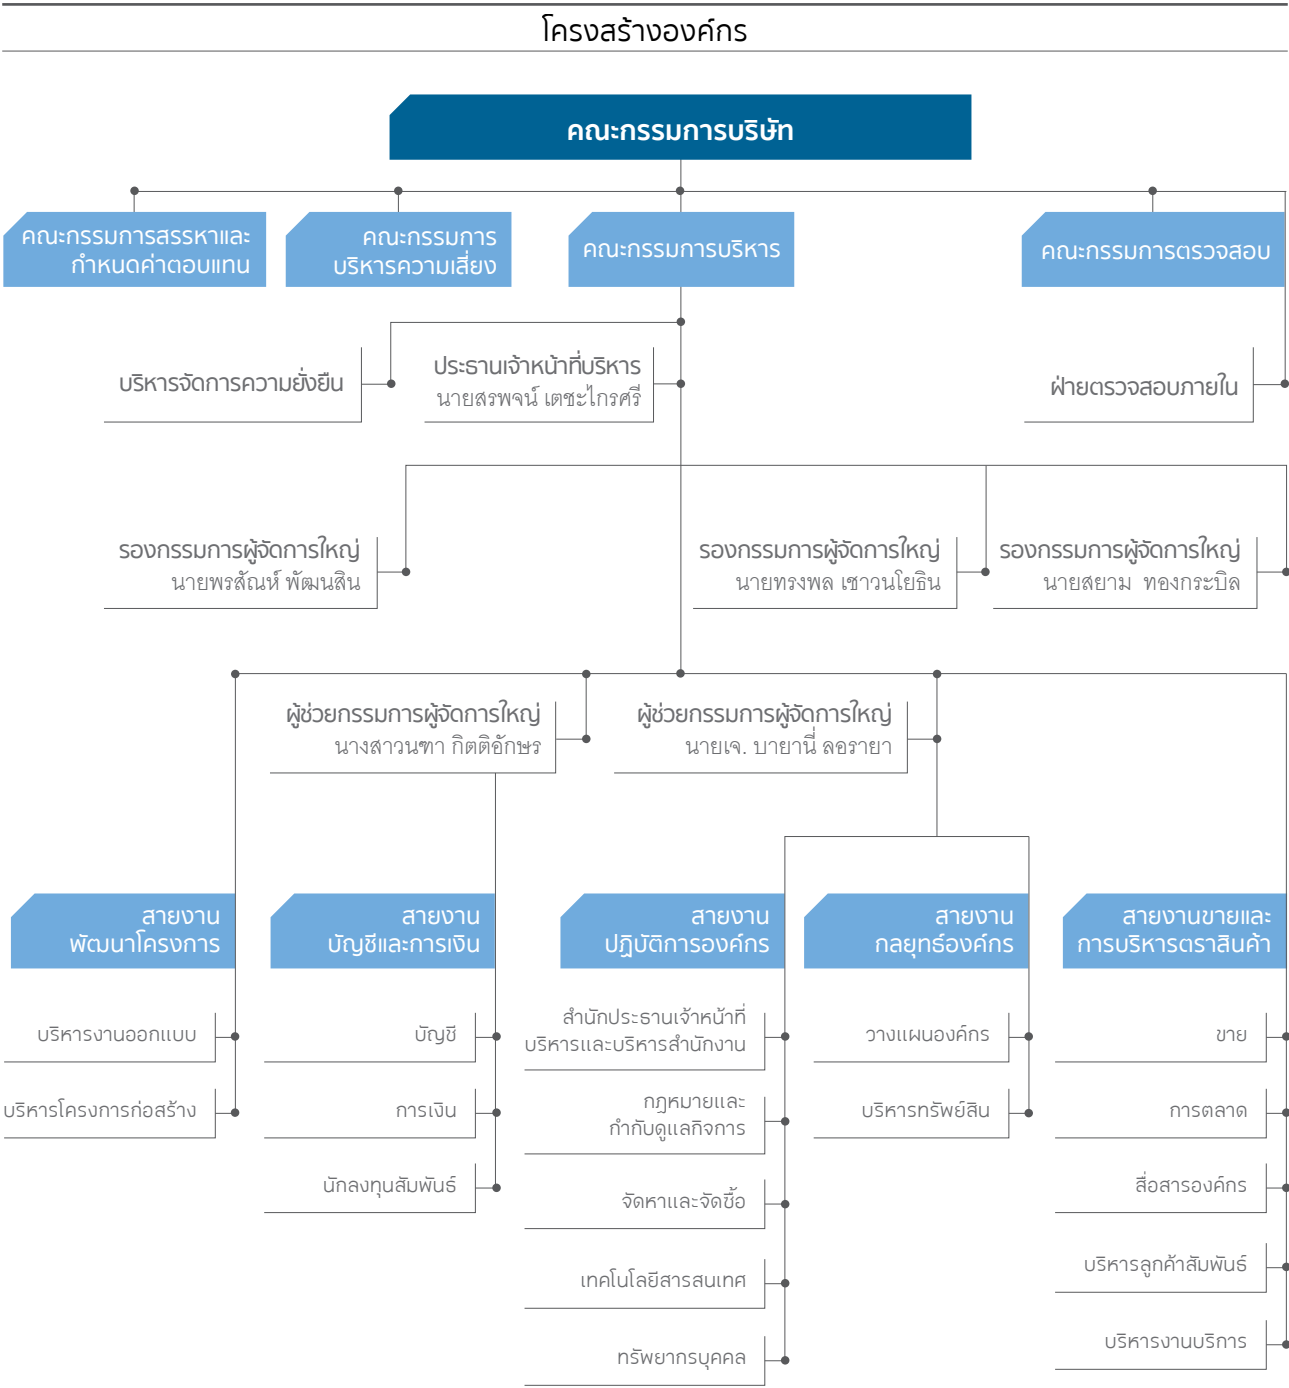 โครงสร้างองค์กร
คณะกรรมการบริษัท
คณะกรรมการสรรหาและ
กำหนดค่าตอบแทน
คณะกรรมการ
บริหารความเสี่ยง
คณะกรรมการบริหาร
คณะกรรมการตรวจสอบ
บริหารจัดการความยั่งยืน
ประธานเจ้าหน้าที่บริหาร
นายสรพจน์ เตชะไกรศรี
ฝ่ายตรวจสอบภายใน
รองกรรมการผู้จัดการใหญ่
นายพรสัณห์ พัฒนสิน
รองกรรมการผู้จัดการใหญ่
นายทรงพล เชาวนโยธิน
รองกรรมการผู้จัดการใหญ่
นายสยาม ทองกระบิล
ผู้ช่วยกรรมการผู้จัดการใหญ่
นางสาวนฑา กิตติอักษร
ผู้ช่วยกรรมการผู้จัดการใหญ่
นายเจ. บายานี่ ลอรายา
สายงาน
พัฒนาโครงการ
บริหารงานออกแบบ
บริหารโครงการก่อสร้าง
สายงาน
บัญชีและการเงิน
บัญชี
การเงิน
นักลงทุนสัมพันธ์
สายงาน
ปฏิบัติการองค์กร
สำนักประธานเจ้าหน้าที่
บริหารและบริหารสำนักงาน
กฎหมายและ
กำกับดูแลกิจการ
จัดหาและจัดซื้อ
เทคโนโลยีสารสนเทศ
ทรัพยากรบุคคล
สายงาน
กลยุทธ์องค์กร
วางแผนองค์กร
บริหารทรัพย์สิน
สายงานขายและ
การบริหารตราสินค้า
ขาย
การตลาด
สื่อสารองค์กร
บริหารลูกค้าสัมพันธ์
บริหารงานบริการ